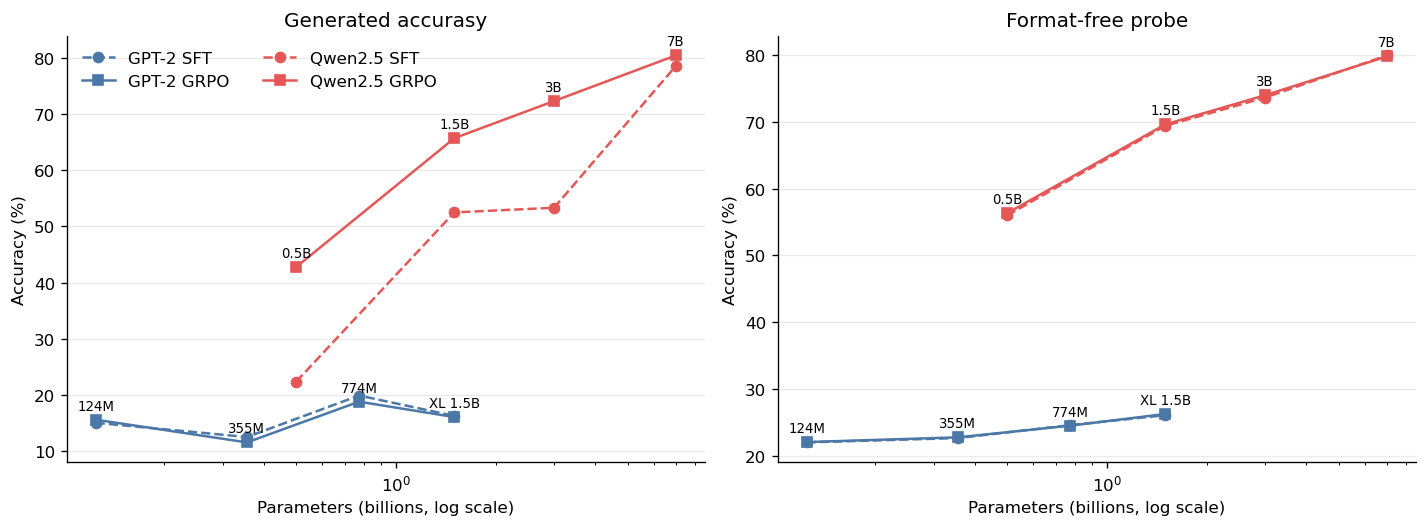 Generated accurasy
GPT-2 SFT
GPT-2 GRPO
Qwen2.5 SFT
Qwen2.5 GRPO
80
70
60
50
40
30
20
10
Accuracy (%)
7B
3B
1.5B
0.5B
124M
355M
774M
XL 1.5B
10⁰
Parameters (billions, log scale)
Format-free probe
80
70
60
50
40
30
20
Accuracy (%)
7B
3B
1.5B
0.5B
124M
355M
774M
XL 1.5B
10⁰
Parameters (billions, log scale)